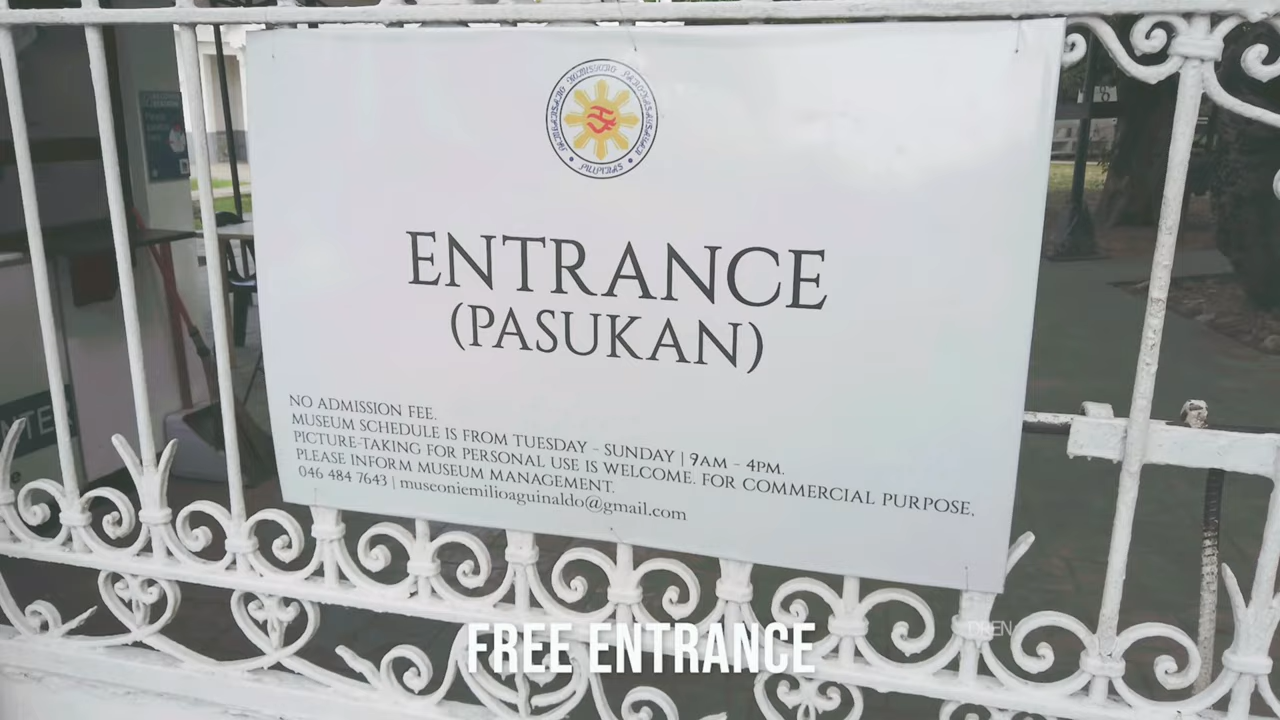 PILIPINAS
ENTRANCE
(PASUKAN)
NO ADMISSION FEE.
MUSEUM SCHEDULE IS FROM TUESDAY - SUNDAY | 9AM - 4PM.
PICTURE-TAKING FOR PERSONAL USE IS WELCOME. FOR COMMERCIAL PURPOSE,
PLEASE INFORM MUSEUM MANAGEMENT.
046 484 7643 | museoniemilioaguinaldo@gmail.com
FREE ENTRANCE